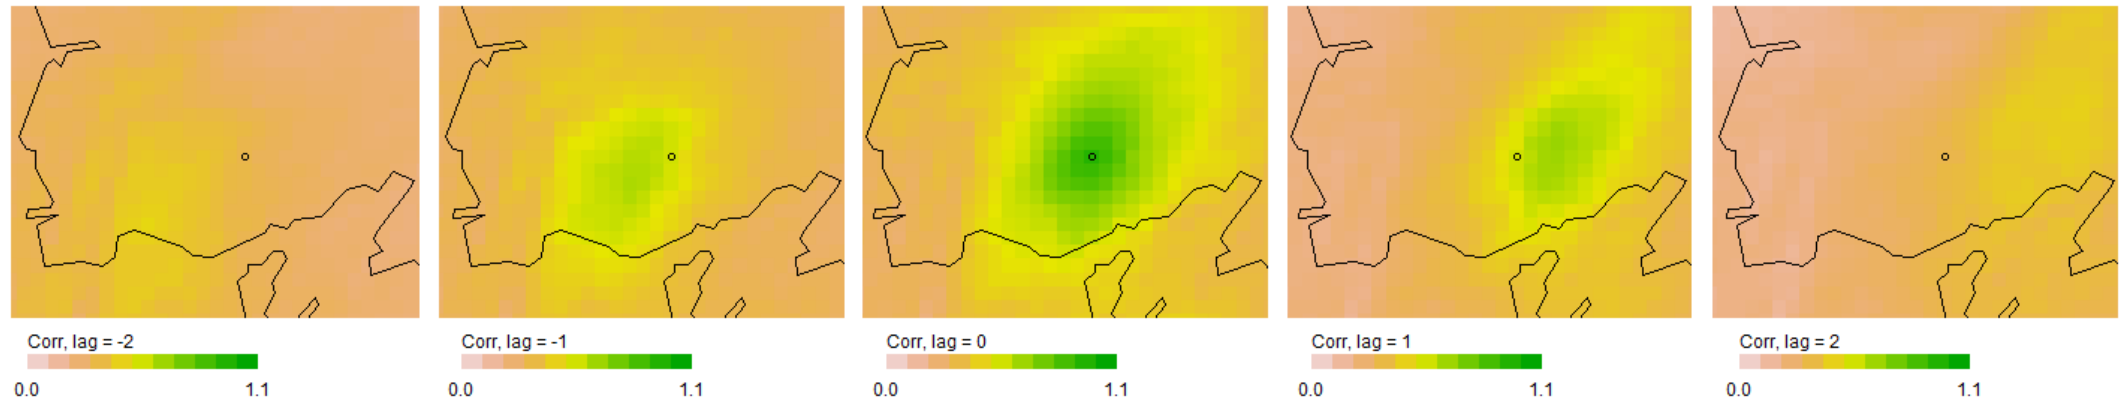 Corr, lag = -2
0.0 1.1
Corr, lag = -1
0.0 1.1
Corr, lag = 0
0.0 1.1
Corr, lag = 1
0.0 1.1
Corr, lag = 2
0.0 1.1